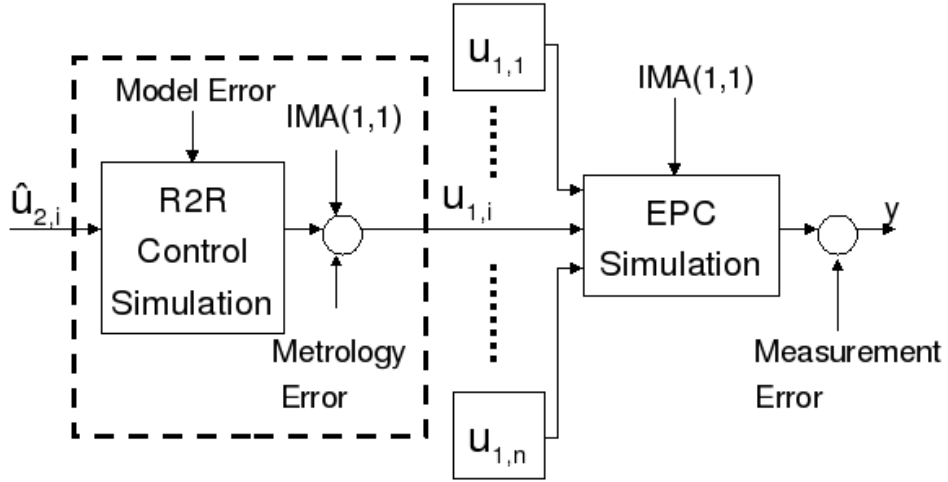 Model Error
IMA(1,1)
û2,i
R2R
Control
Simulation
Metrology
Error
u1,1
u1,i
u1,n
IMA(1,1)
EPC
Simulation
y
Measurement
Error